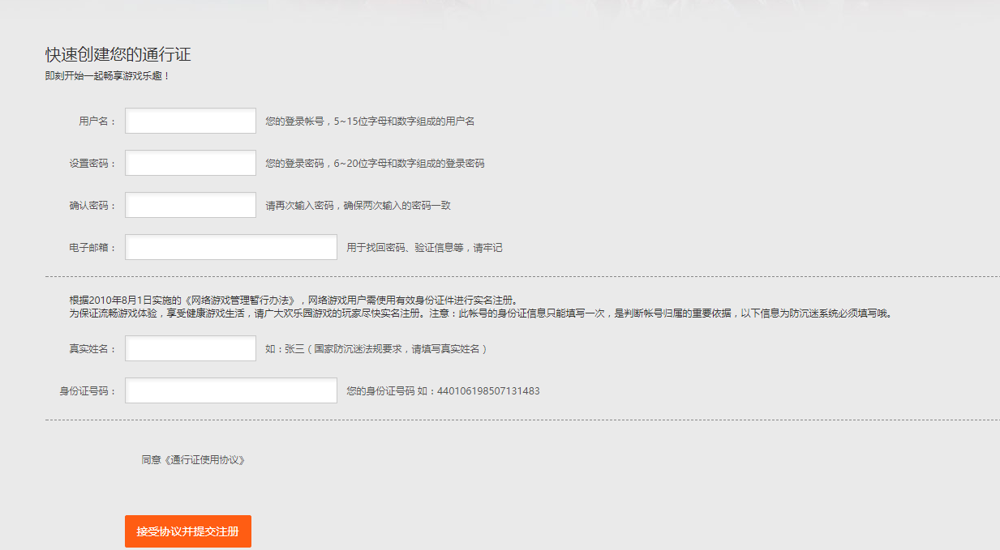 快速创建您的通行证
即刻开始一起畅享游戏乐趣！
用户名： 您的登录帐号，5~15位字母和数字组成的用户名
设置密码： 您的登录密码，6~20位字母和数字组成的登录密码
确认密码： 请再次输入密码，确保两次输入的密码一致
电子邮箱： 用于找回密码、验证信息等，请牢记
根据2010年8月1日实施的《网络游戏管理暂行办法》，网络游戏用户需使用有效身份证件进行实名注册。
为保证流畅游戏体验，享受健康游戏生活，请广大欢乐园游戏的玩家尽快实名注册。注意：此帐号的身份证信息只能填写一次，是判断帐号归属的重要依据，以下信息为防沉迷系统必须填写哦。
真实姓名： 如：张三（国家防沉迷法规要求，请填写真实姓名）
身份证号码： 您的身份证号码 如：440106198507131483
同意《通行证使用协议》
接受协议并提交注册